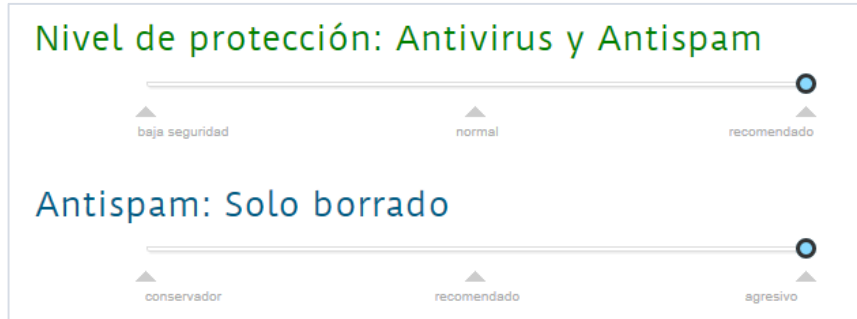 Nivel de protección: Antivirus y Antispam
baja seguridad normal recomendado
Antispam: Solo borrado
conservador recomendado agresivo